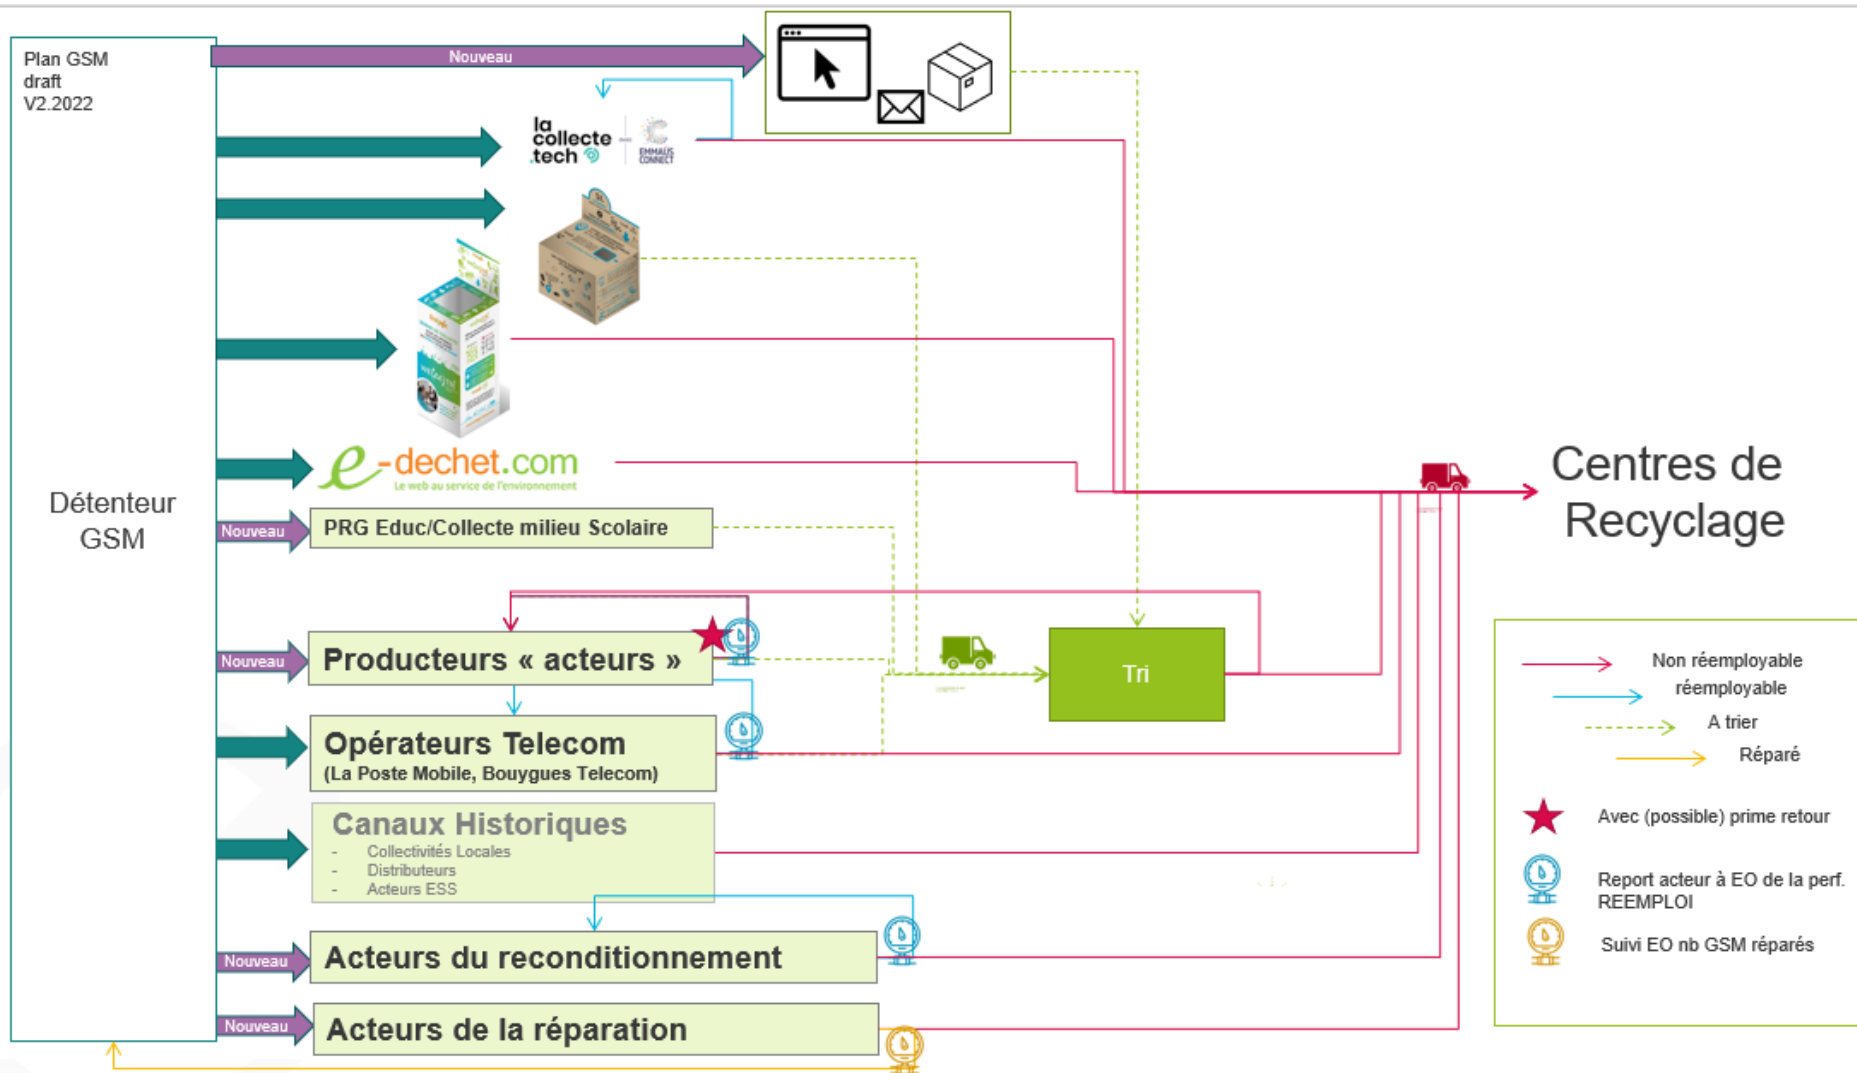 Plan GSM
draft
V2.2022
Nouveau
la
collecte
.tech
EMMAÜS
CONNECT
e-dechet.com
Le web au service de l'environnement
Détenteur
GSM
Nouveau
PRG Educ/Collecte milieu Scolaire
Nouveau
Producteurs « acteurs »
Tri
Opérateurs Telecom
(La Poste Mobile, Bouygues Telecom)
Canaux Historiques
- Collectivités Locales
- Distributeurs
- Acteurs ESS
Nouveau
Acteurs du reconditionnement
Nouveau
Acteurs de la réparation
Centres de
Recyclage
Non réemployable
réemployable
A trier
Réparé
Avec (possible) prime retour
Report acteur à EO de la perf.
REEMPLOI
Suivi EO nb GSM réparés